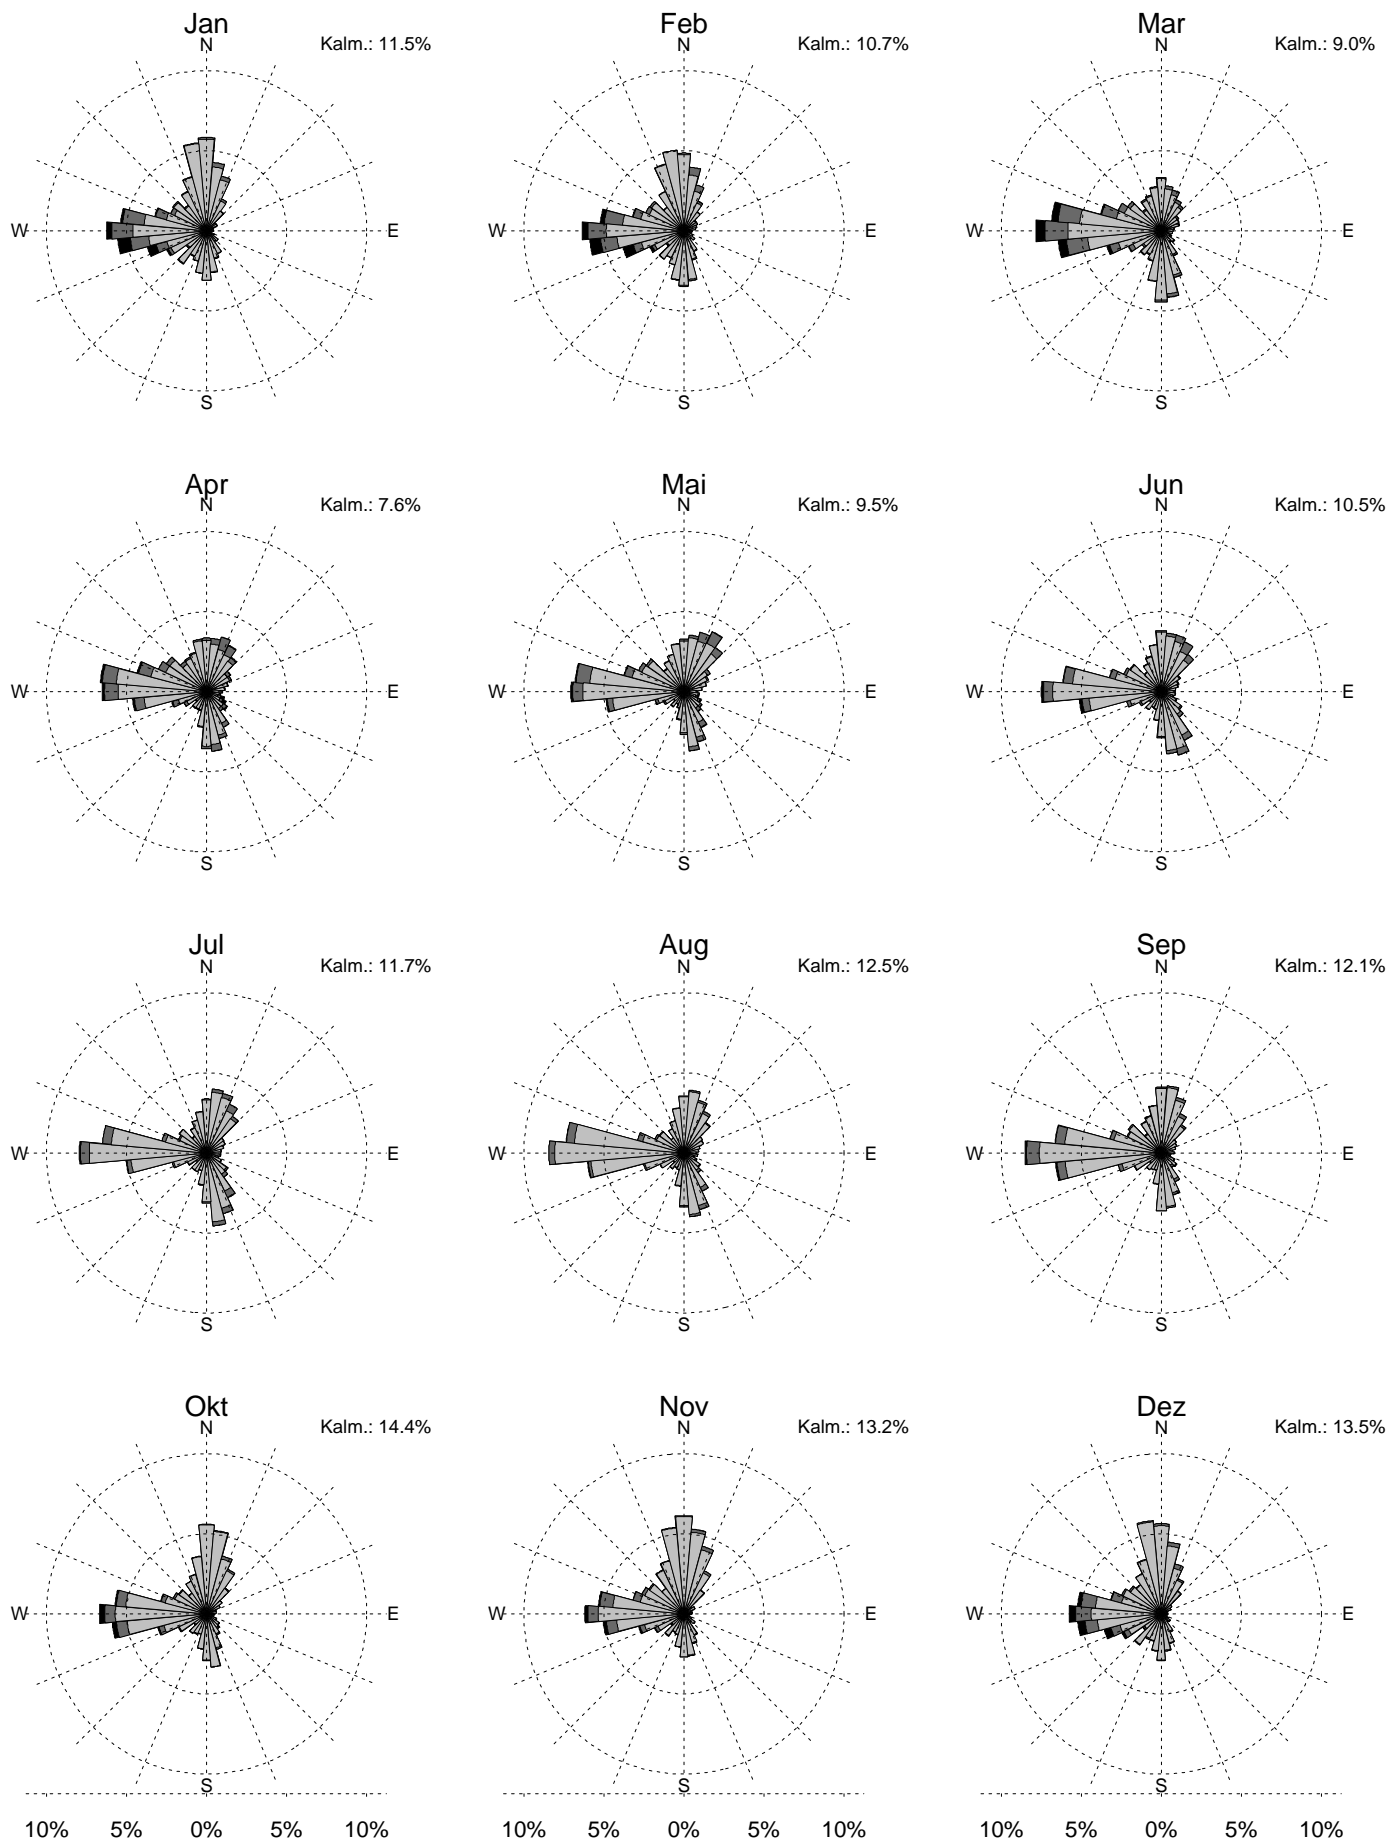 Jan
N
Kalm.: 11.5%
W
E
S
Feb
N
Kalm.: 10.7%
W
E
S
Mar
N
Kalm.: 9.0%
W
E
S
Apr
N
Kalm.: 7.6%
W
E
S
Mai
N
Kalm.: 9.5%
W
E
S
Jun
N
Kalm.: 10.5%
W
E
S
Jul
N
Kalm.: 11.7%
W
E
S
Aug
N
Kalm.: 12.5%
W
E
S
Sep
N
Kalm.: 12.1%
W
E
S
Okt
N
Kalm.: 14.4%
W
E
S
10% 5% 0% 5% 10%
Nov
N
Kalm.: 13.2%
W
E
S
10% 5% 0% 5% 10%
Dez
N
Kalm.: 13.5%
W
E
S
10% 5% 0% 5% 10%